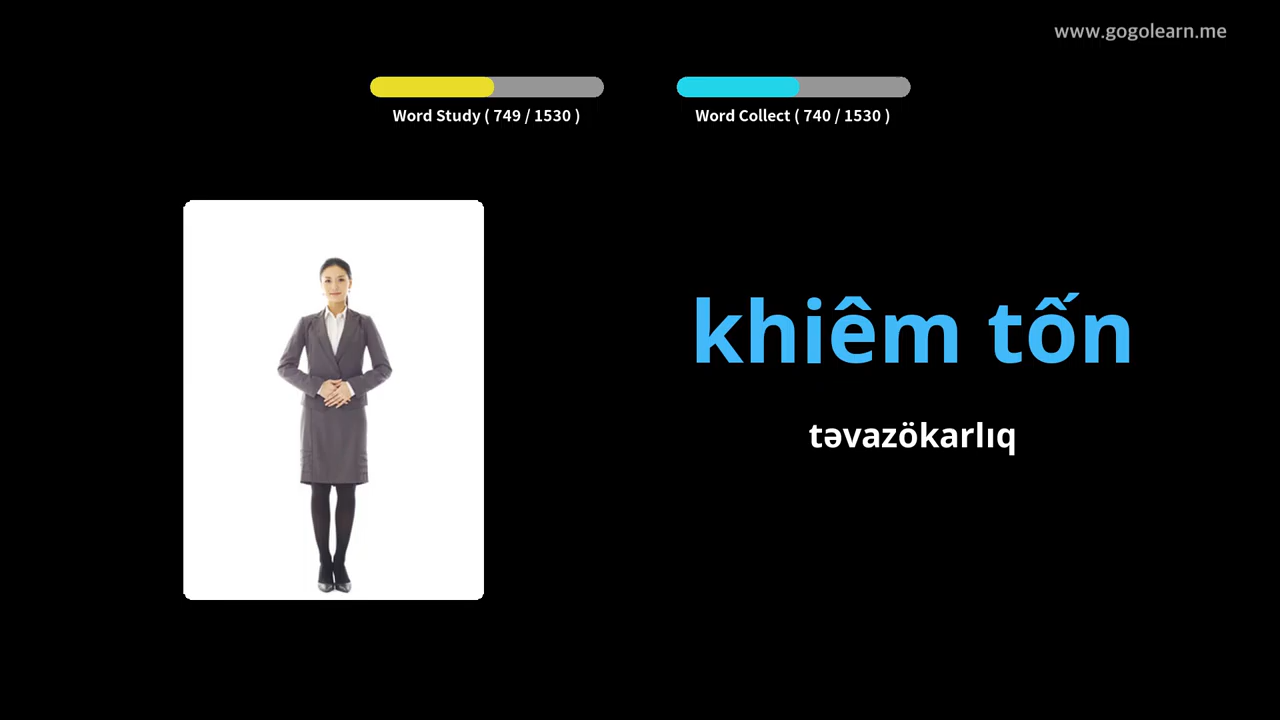 www.gogolearn.me
Word Study ( 749 / 1530 )
Word Collect ( 740 / 1530 )
khiêm tốn
təvazökarlıq